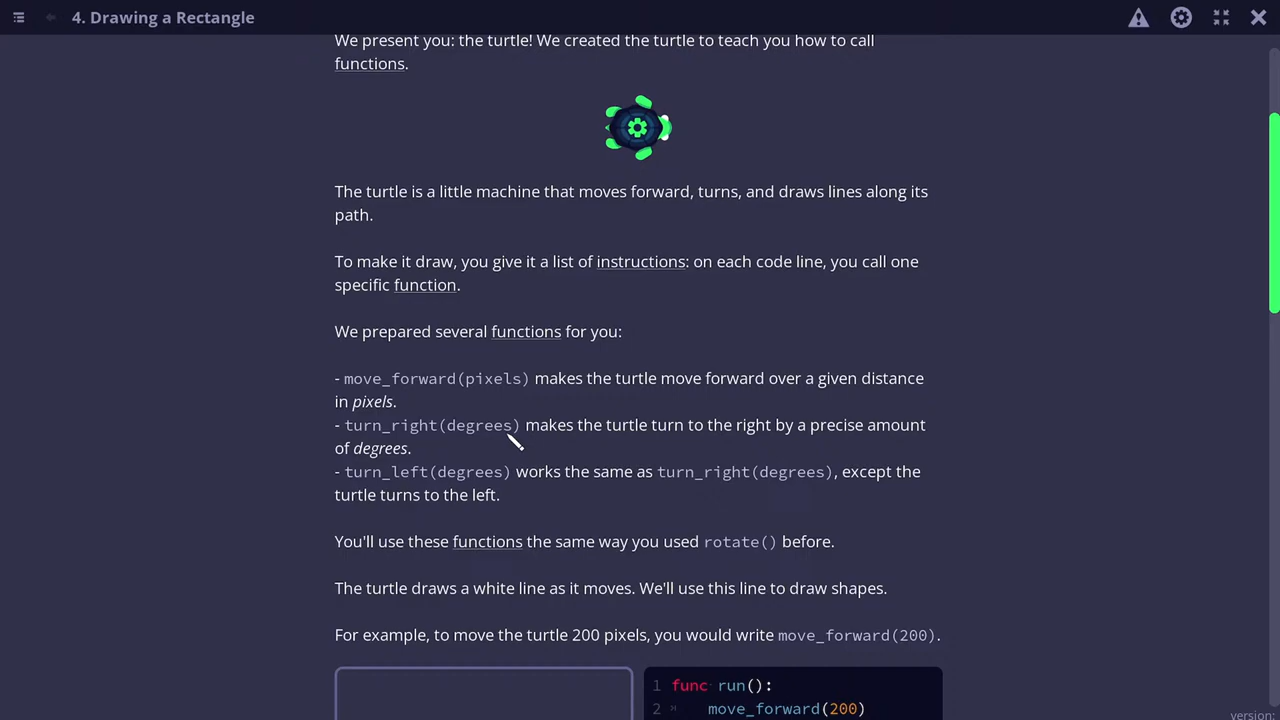 4. Drawing a Rectangle
We present you: the turtle! We created the turtle to teach you how to call
functions.
The turtle is a little machine that moves forward, turns, and draws lines along its
path.
To make it draw, you give it a list of instructions: on each code line, you call one
specific function.
We prepared several functions for you:
- move_forward(pixels) makes the turtle move forward over a given distance
in pixels.
- turn_right(degrees) makes the turtle turn to the right by a precise amount
of degrees.
- turn_left(degrees) works the same as turn_right(degrees), except the
turtle turns to the left.
You'll use these functions the same way you used rotate() before.
The turtle draws a white line as it moves. We'll use this line to draw shapes.
For example, to move the turtle 200 pixels, you would write move_forward(200).
1 func run():
2 move_forward(200)
version: